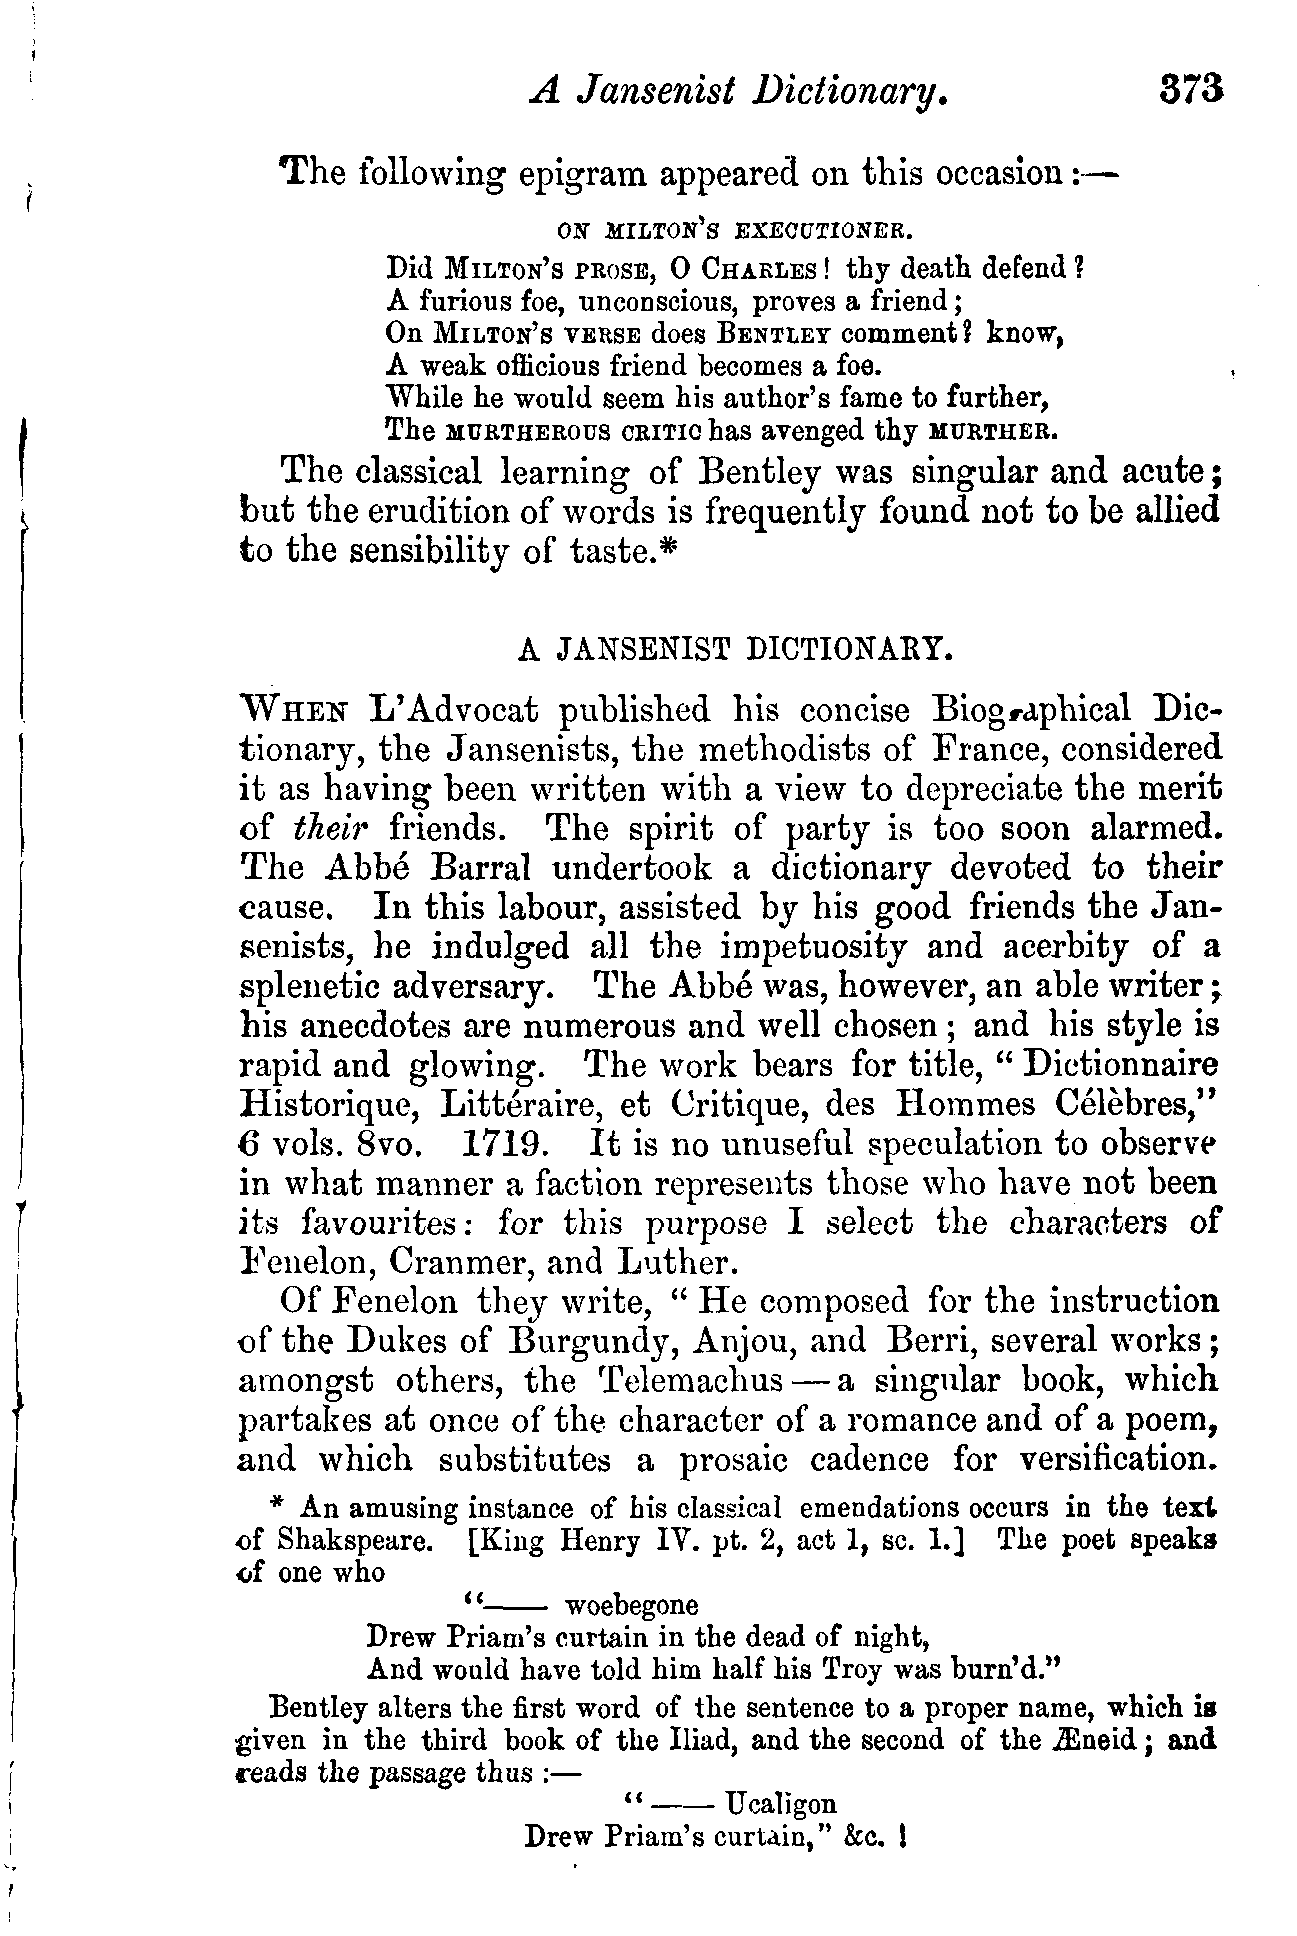 A Jansenist Dictionary. 373
The following epigram appeared on this occasion :—
ON MILTON'S EXECUTIONER.
Did MILTON'S PROSE, O CHARLES! thy death defend?
A furious foe, unconscious, proves a friend;
On MILTON'S VERSE does BENTLEY comment? know,
A weak officious friend becomes a foe.
While he would seem his author's fame to further,
The MURTHEROUS CRITIC has avenged thy MURTHER.
The classical learning of Bentley was singular and acute;
but the erudition of words is frequently found not to be allied
to the sensibility of taste.*
A JANSENIST DICTIONARY.
WHEN L'Advocat published his concise Biographical Dic-
tionary, the Jansenists, the methodists of France, considered
it as having been written with a view to depreciate the merit
of their friends. The spirit of party is too soon alarmed.
The Abbé Barral undertook a dictionary devoted to their
cause. In this labour, assisted by his good friends the Jan-
senists, he indulged all the impetuosity and acerbity of a
splenetic adversary. The Abbé was, however, an able writer;
his anecdotes are numerous and well chosen; and his style is
rapid and glowing. The work bears for title, "Dictionnaire
Historique, Littéraire, et Critique, des Hommes Célèbres,"
6 vols. 8vo. 1719. It is no unuseful speculation to observe
in what manner a faction represents those who have not been
its favourites: for this purpose I select the characters of
Fenelon, Cranmer, and Luther.
Of Fenelon they write, "He composed for the instruction
of the Dukes of Burgundy, Anjou, and Berri, several works;
amongst others, the Telemachus — a singular book, which
partakes at once of the character of a romance and of a poem,
and which substitutes a prosaic cadence for versification.
* An amusing instance of his classical emendations occurs in the text
of Shakspeare. [King Henry IV. pt. 2, act 1, sc. 1.] The poet speaks
of one who
"—— woebegone
Drew Priam's curtain in the dead of night,
And would have told him half his Troy was burn'd."
Bentley alters the first word of the sentence to a proper name, which is
given in the third book of the Iliad, and the second of the Æneid; and
reads the passage thus :—
"—— Ucaligon
Drew Priam's curtain," &c. !